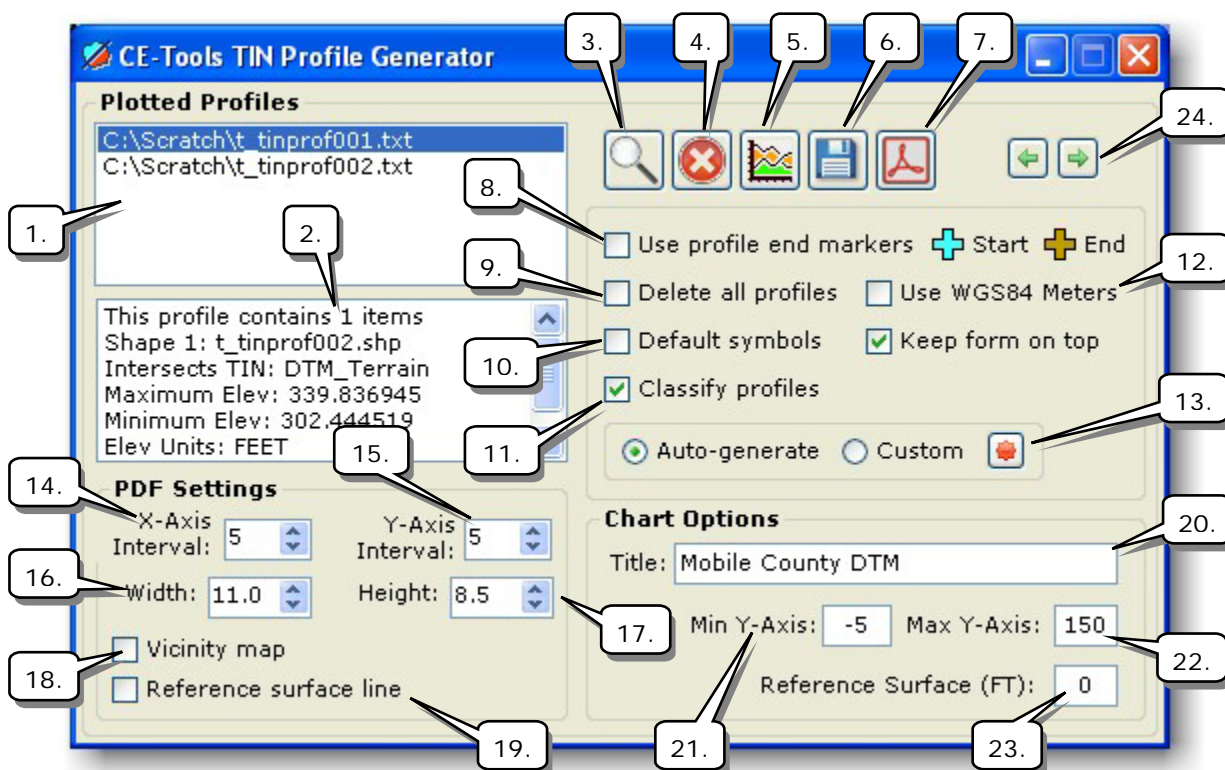 3.
4.
5.
6.
7.
CE-Tools TIN Profile Generator
Plotted Profiles
24.
C:\Scratch\t_tinprof001.txt
C:\Scratch\t_tinprof002.txt
8.
1.
2.
Use profile end markers Start End
9.
12.
Delete all profiles Use WGS84 Meters
This profile contains 1 items
Shape 1: t_tinprof002.shp
Intersects TIN: DTM_Terrain
Maximum Elev: 339.836945
Minimum Elev: 302.444519
Elev Units: FEET
10.
Default symbols Keep form on top
Classify profiles
11.
13.
Auto-generate Custom
14.
15.
PDF Settings
X-Axis Interval: 5
Y-Axis Interval: 5
16.
Width: 11.0 Height: 8.5
17.
18.
Vicinity map
Reference surface line
19.
Chart Options
20.
Title: Mobile County DTM
Min Y-Axis: -5 Max Y-Axis: 150
22.
Reference Surface (FT): 0
21.
23.